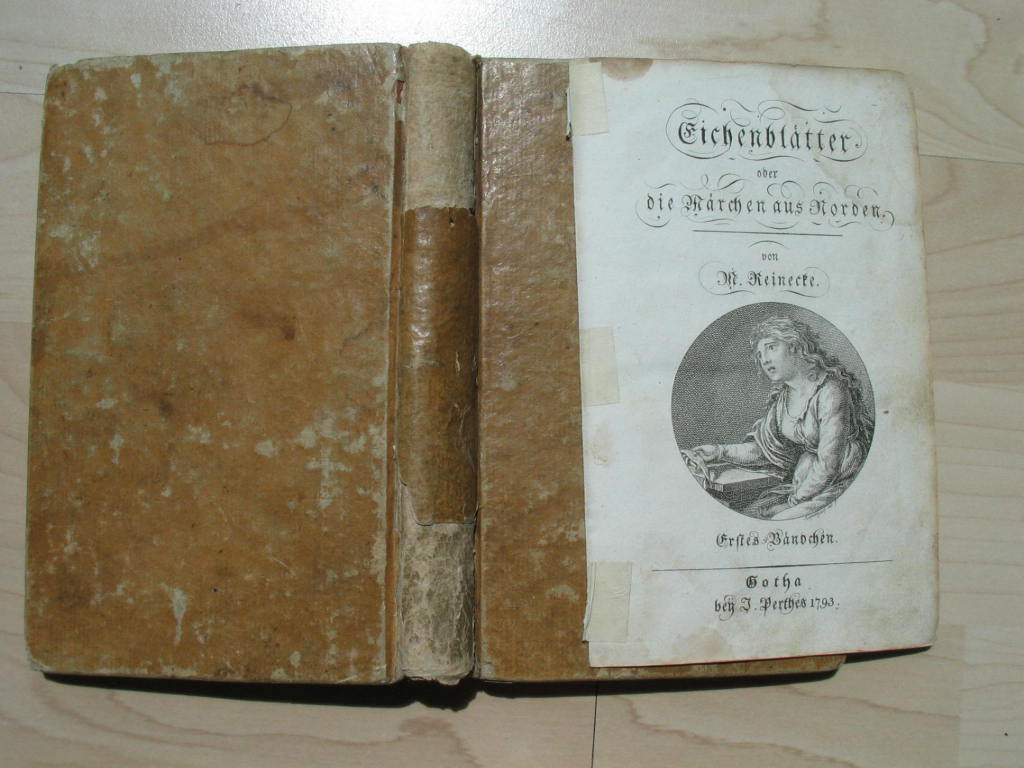 Eichenblätter
oder
die Märchen aus Norden.
von
M. Reinecke.
Erstes Bändchen.
Gotha
bey J. Perthes 1793.